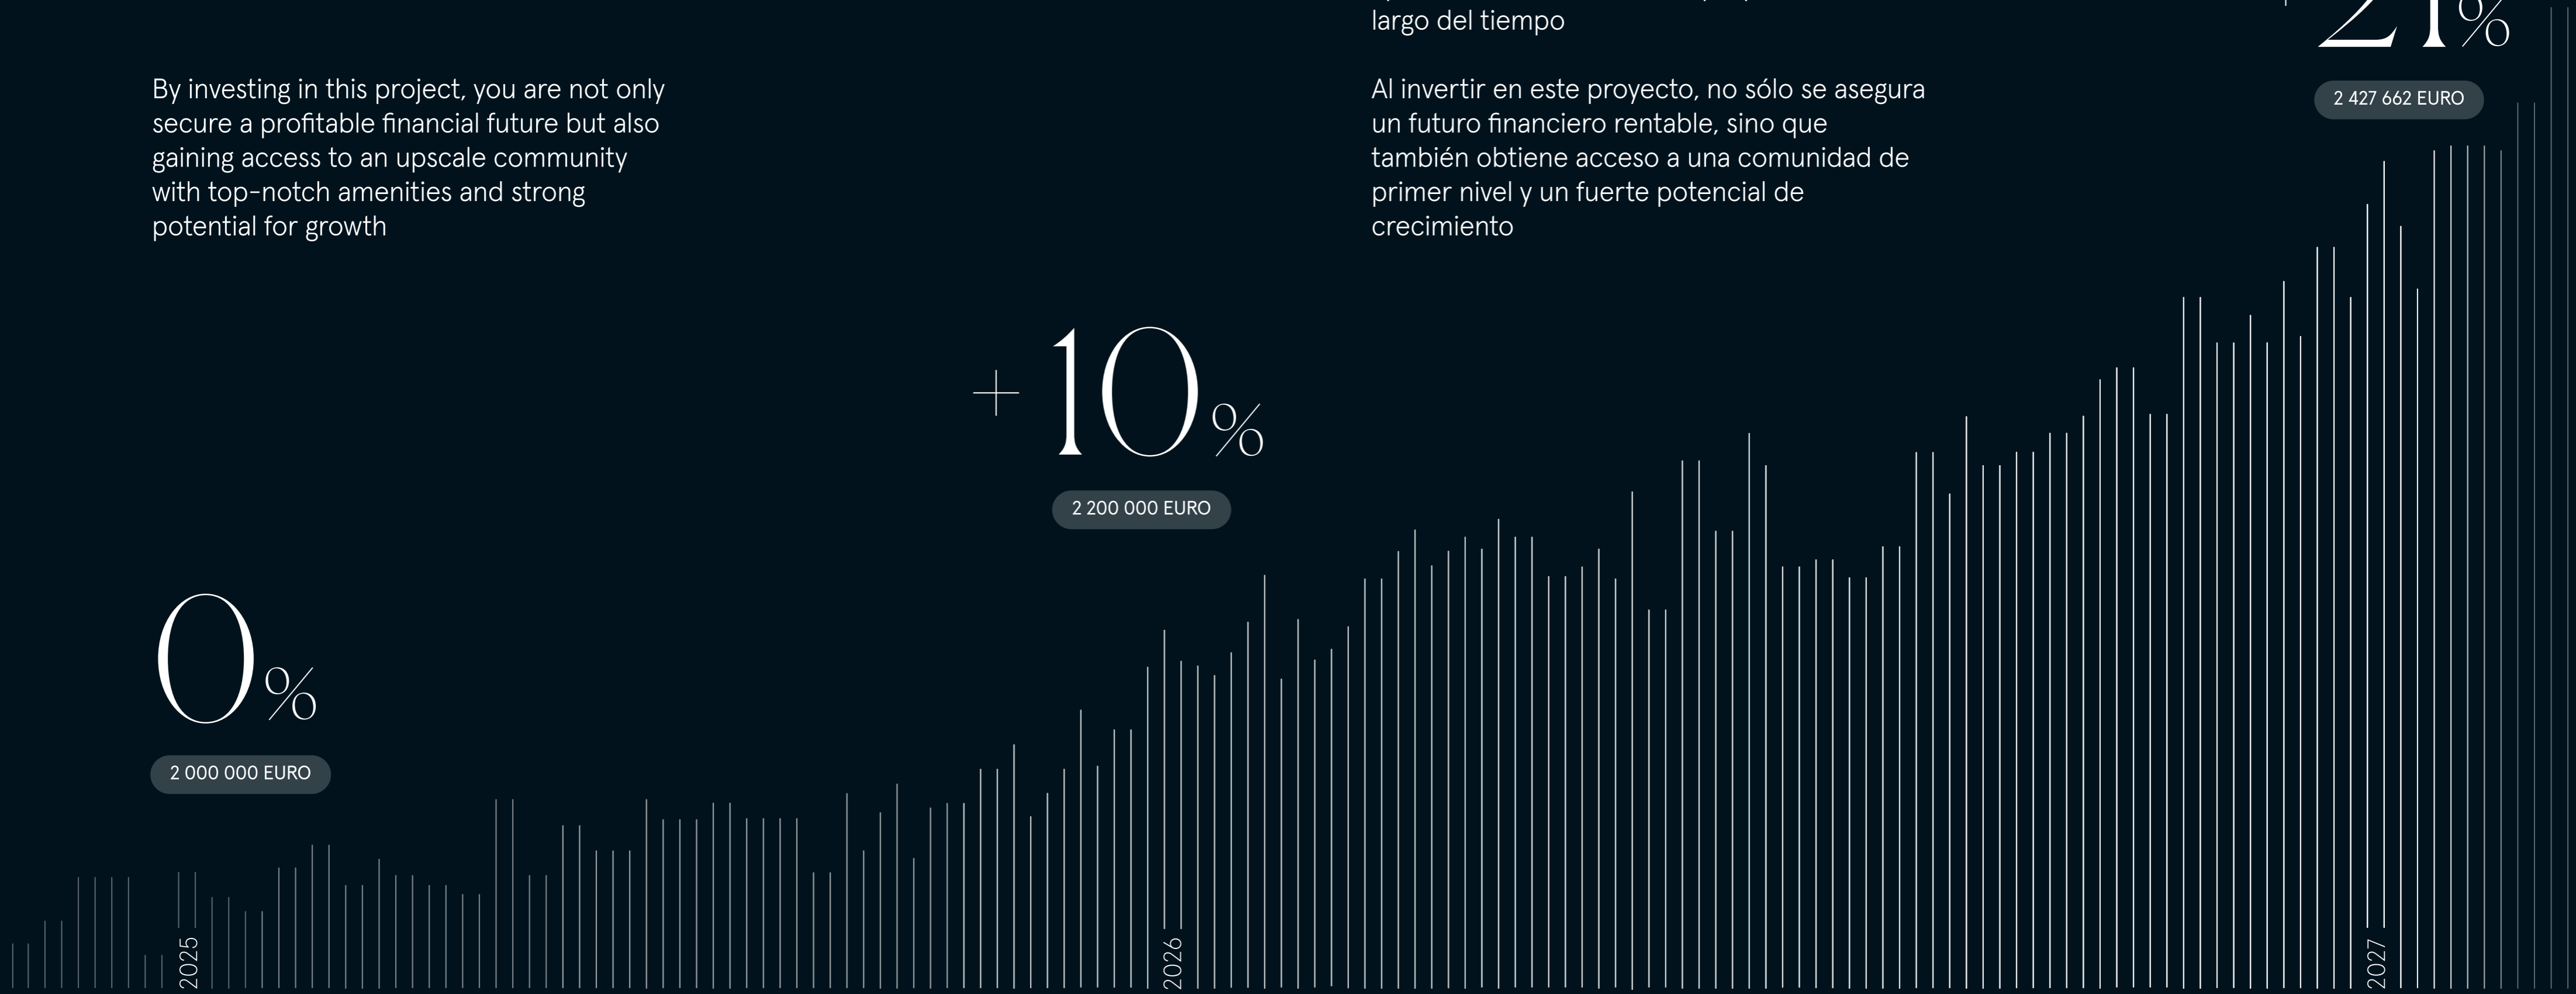 By investing in this project, you are not only
secure a profitable financial future but also
gaining access to an upscale community
with top-notch amenities and strong
potential for growth
largo del tiempo
Al invertir en este proyecto, no sólo se asegura
un futuro financiero rentable, sino que
también obtiene acceso a una comunidad de
primer nivel y un fuerte potencial de
crecimiento
21%
2 427 662 EURO
+10%
2 200 000 EURO
0%
2 000 000 EURO
2025
2026
2027